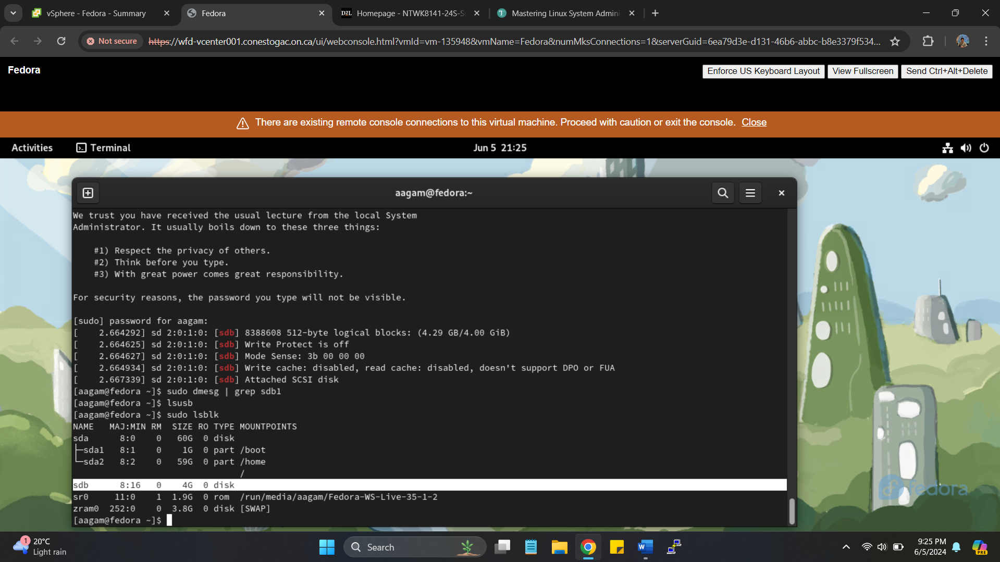 vSphere - Fedora - Summary
Fedora
D2L Homepage - NTWK8141-24S-S
Mastering Linux System Admini
Not secure
https://wfd-vcenter001.conestogac.on.ca/ui/webconsole.html?vmId=vm-135948&vmName=Fedora&numMksConnections=1&serverGuid=6ea79d3e-d131-46b6-abbc-b8e3379f534...
Fedora
Enforce US Keyboard Layout
View Fullscreen
Send Ctrl+Alt+Delete
There are existing remote console connections to this virtual machine. Proceed with caution or exit the console. Close
Activities
Terminal
Jun 5 21:25
aagam@fedora:~
We trust you have received the usual lecture from the local System
Administrator. It usually boils down to these three things:
#1) Respect the privacy of others.
#2) Think before you type.
#3) With great power comes great responsibility.
For security reasons, the password you type will not be visible.
[sudo] password for aagam:
[    2.664292] sd 2:0:1:0: [sdb] 8388608 512-byte logical blocks: (4.29 GB/4.00 GiB)
[    2.664625] sd 2:0:1:0: [sdb] Write Protect is off
[    2.664627] sd 2:0:1:0: [sdb] Mode Sense: 3b 00 00 00
[    2.664934] sd 2:0:1:0: [sdb] Write cache: disabled, read cache: disabled, doesn't support DPO or FUA
[    2.667339] sd 2:0:1:0: [sdb] Attached SCSI disk
[aagam@fedora ~]$ sudo dmesg | grep sdb1
[aagam@fedora ~]$ lsusb
[aagam@fedora ~]$ sudo lsblk
NAME   MAJ:MIN RM  SIZE RO TYPE MOUNTPOINTS
sda      8:0    0   60G  0 disk
├─sda1   8:1    0    1G  0 part /boot
└─sda2   8:2    0   59G  0 part /home
/
sdb      8:16   0    4G  0 disk
sr0     11:0    1  1.9G  0 rom  /run/media/aagam/Fedora-WS-Live-35-1-2
zram0  252:0    0  3.8G  0 disk [SWAP]
[aagam@fedora ~]$
fedora
1
20°C
Light rain
Search
W
9:25 PM
6/5/2024
PRE